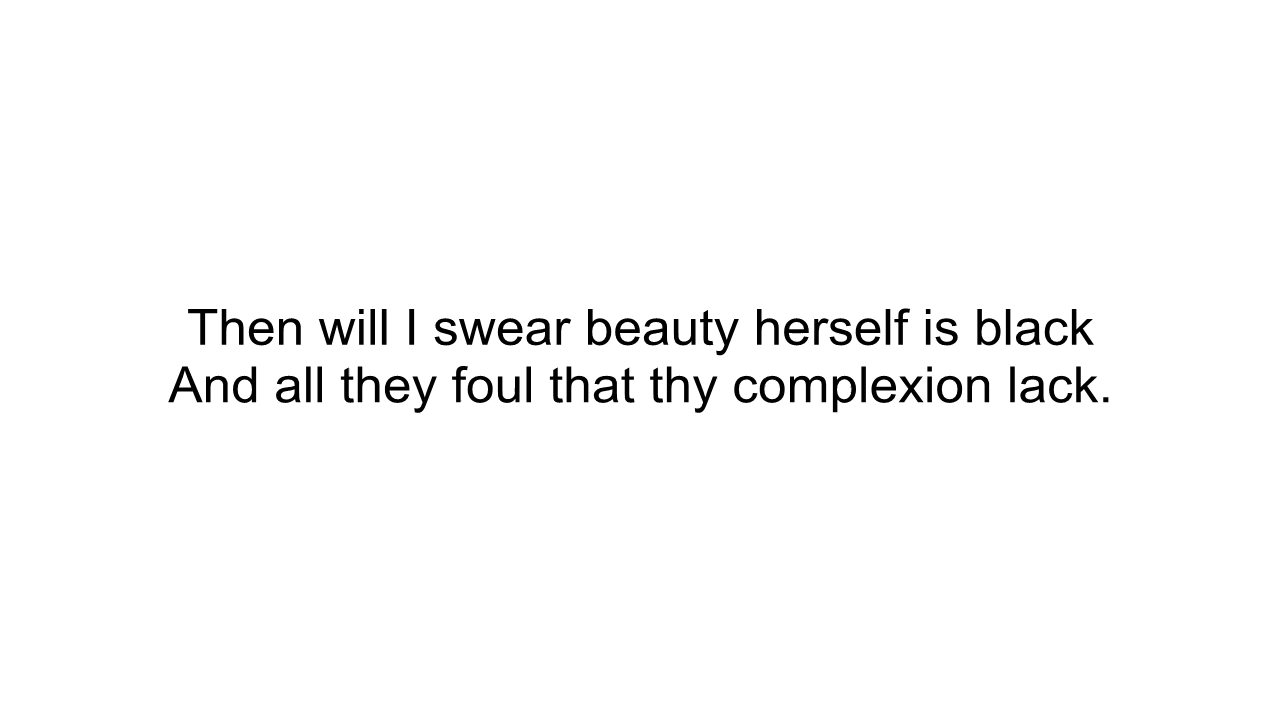 Then will I swear beauty herself is black
And all they foul that thy complexion lack.